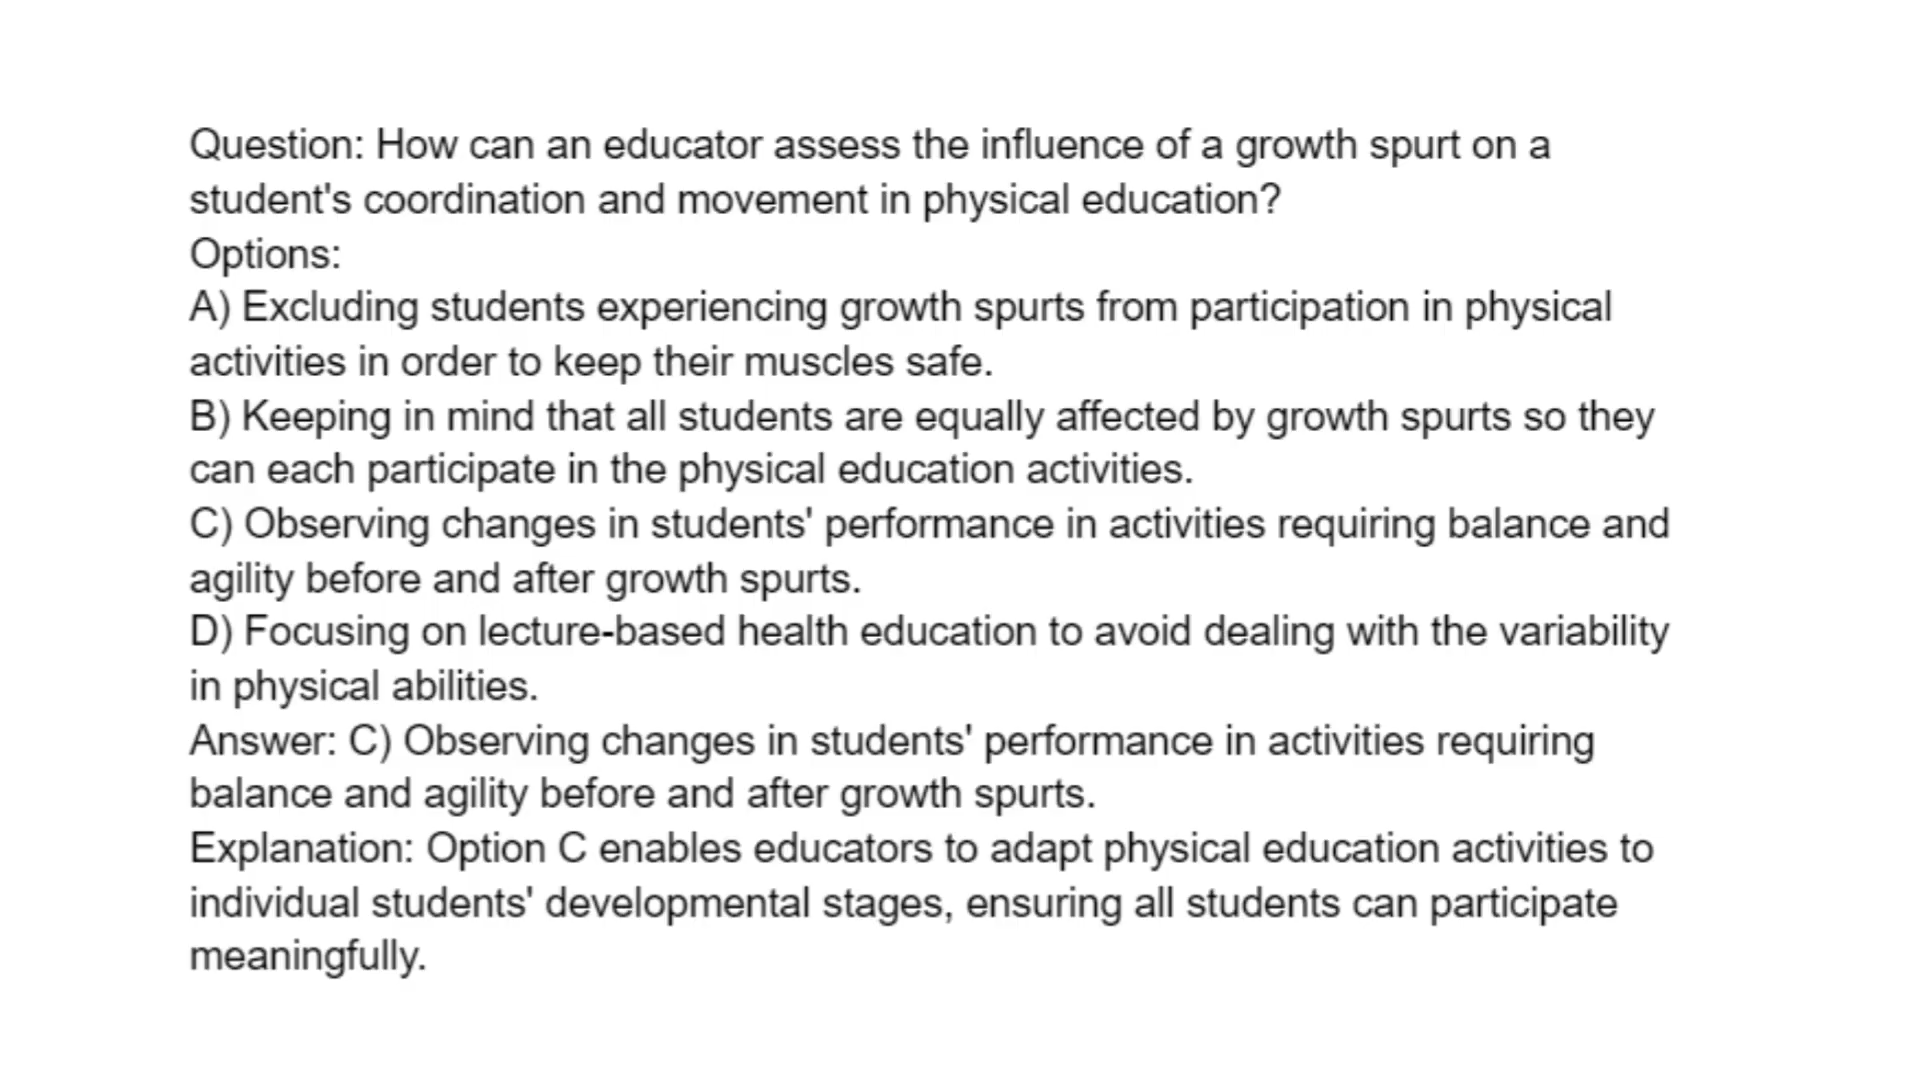 Question: How can an educator assess the influence of a growth spurt on a
student's coordination and movement in physical education?
Options:
A) Excluding students experiencing growth spurts from participation in physical
activities in order to keep their muscles safe.
B) Keeping in mind that all students are equally affected by growth spurts so they
can each participate in the physical education activities.
C) Observing changes in students' performance in activities requiring balance and
agility before and after growth spurts.
D) Focusing on lecture-based health education to avoid dealing with the variability
in physical abilities.
Answer: C) Observing changes in students' performance in activities requiring
balance and agility before and after growth spurts.
Explanation: Option C enables educators to adapt physical education activities to
individual students' developmental stages, ensuring all students can participate
meaningfully.